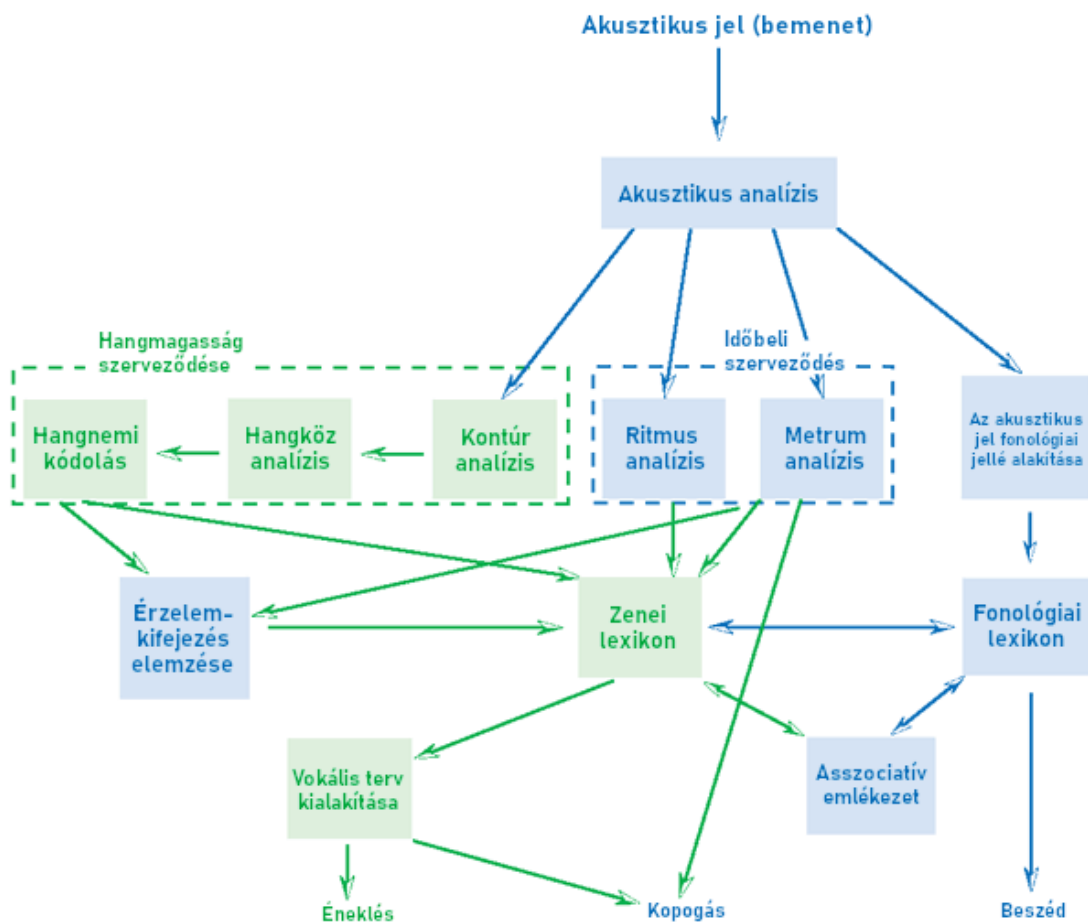 Akusztikus jel (bemenet)
Akusztikus analízis
Hangmagasság
szerveződése
Időbeli
szerveződés
Hangnemi
kódolás
Hangköz
analízis
Kontúr
analízis
Ritmus
analízis
Metrum
analízis
Az akusztikus
jel fonológiai
jellé alakítása
Érzelem-
kifejezés
elemzése
Zenei
lexikon
Fonológiai
lexikon
Vokális terv
kialakítása
Asszociatív
emlékezet
Éneklés
Kopogás
Beszéd